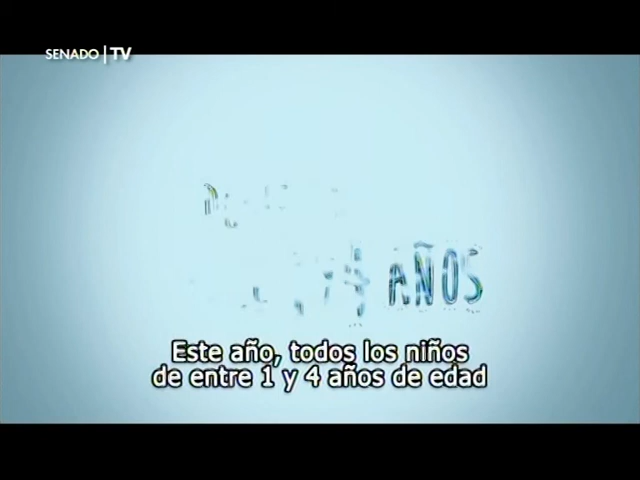 SENADO|TV
AÑOS
Este año, todos los niños
de entre 1 y 4 años de edad